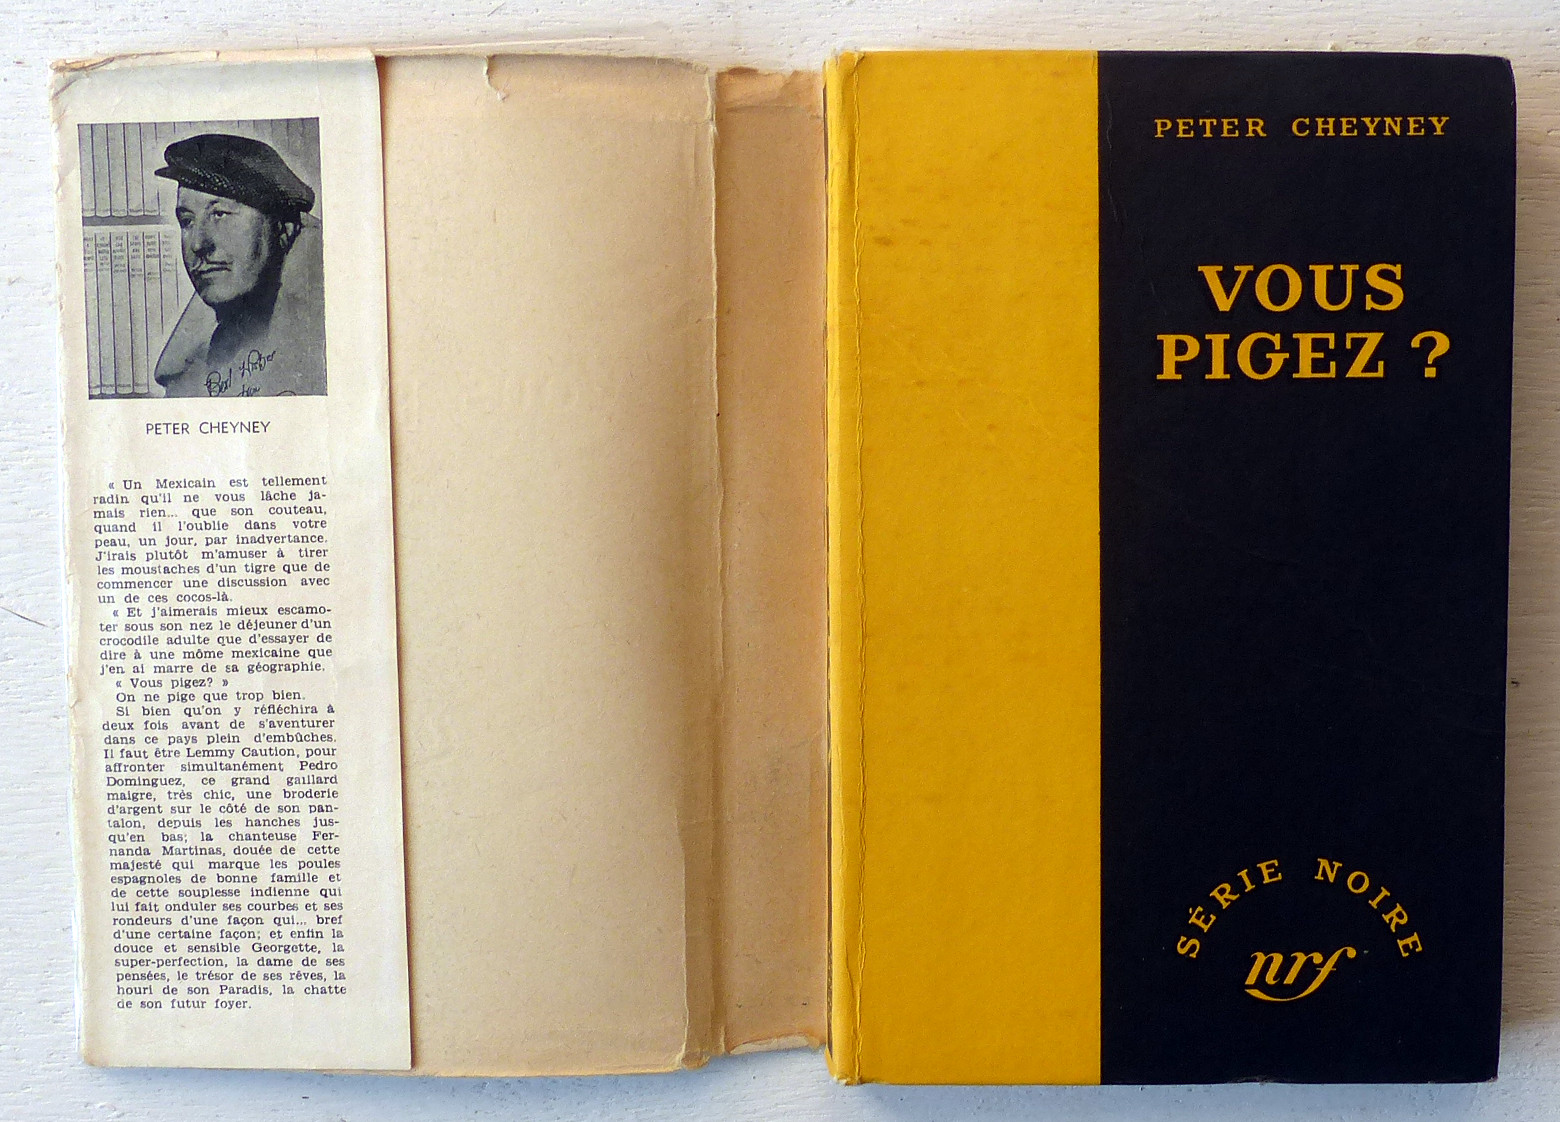 PETER CHEYNEY
« Un Mexicain est tellement
radin qu'il ne vous lâche ja-
mais rien... que son couteau,
quand il l'oublie dans votre
peau, un jour, par inadvertance.
J'irais plutôt m'amuser à tirer
les moustaches d'un tigre que de
commencer une discussion avec
un de ces cocos-là.
« Et j'aimerais mieux escamo-
ter sous son nez le déjeuner d'un
crocodile adulte que d'essayer de
dire à une môme mexicaine que
j'en ai marre de sa géographie.
« Vous pigez? »
On ne pige que trop bien.
Si bien qu'on y réfléchira à
deux fois avant de s'aventurer
dans ce pays plein d'embûches.
Il faut être Lemmy Caution, pour
affronter simultanément Pedro
Dominguez, ce grand gaillard
maigre, très chic, une broderie
d'argent sur le côté de son pan-
talon, depuis les hanches jus-
qu'en bas; la chanteuse Fer-
nanda Martinas, douée de cette
majesté qui marque les poules
espagnoles de bonne famille et
de cette souplesse indienne qui
lui fait onduler ses courbes et ses
rondeurs d'une façon qui... bref
d'une certaine façon; et enfin la
douce et sensible Georgette, la
super-perfection, la dame de ses
pensées, le trésor de ses rêves, la
houri de son Paradis, la chatte
de son futur foyer.
PETER CHEYNEY
VOUS
PIGEZ ?
SÉRIE NOIRE
nrf